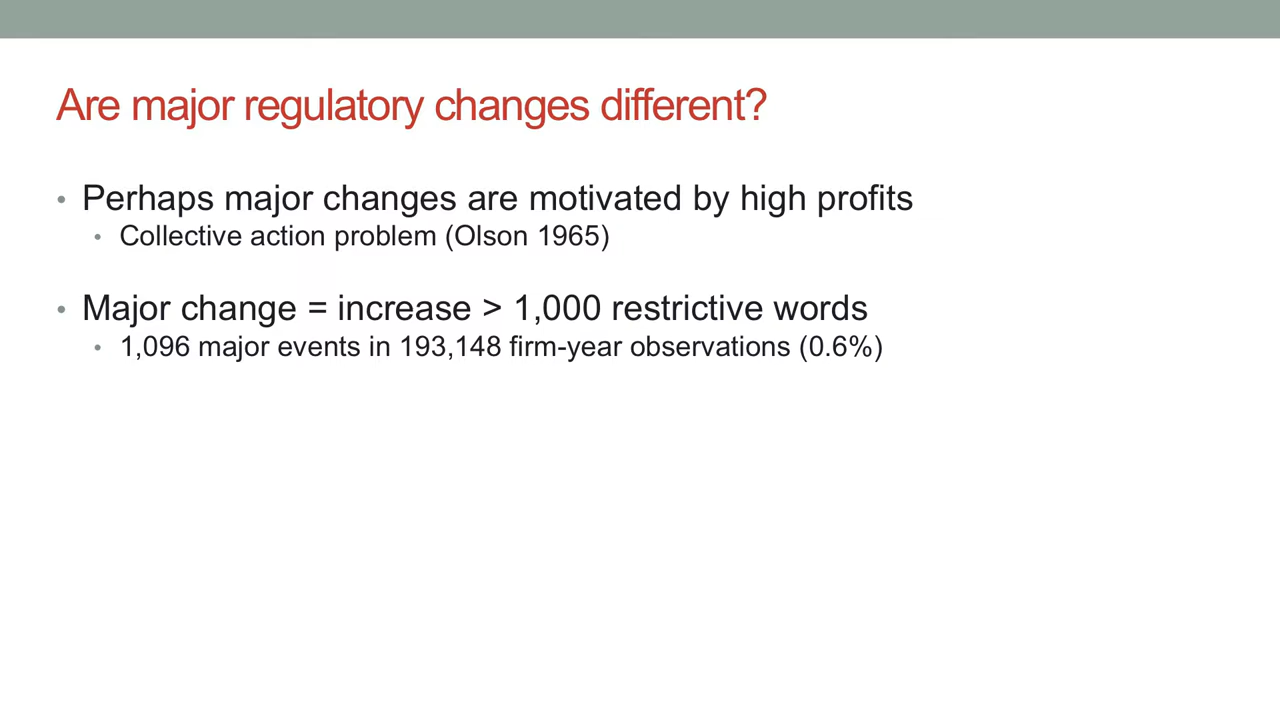 Are major regulatory changes different?
• Perhaps major changes are motivated by high profits
• Collective action problem (Olson 1965)
• Major change = increase > 1,000 restrictive words
• 1,096 major events in 193,148 firm-year observations (0.6%)